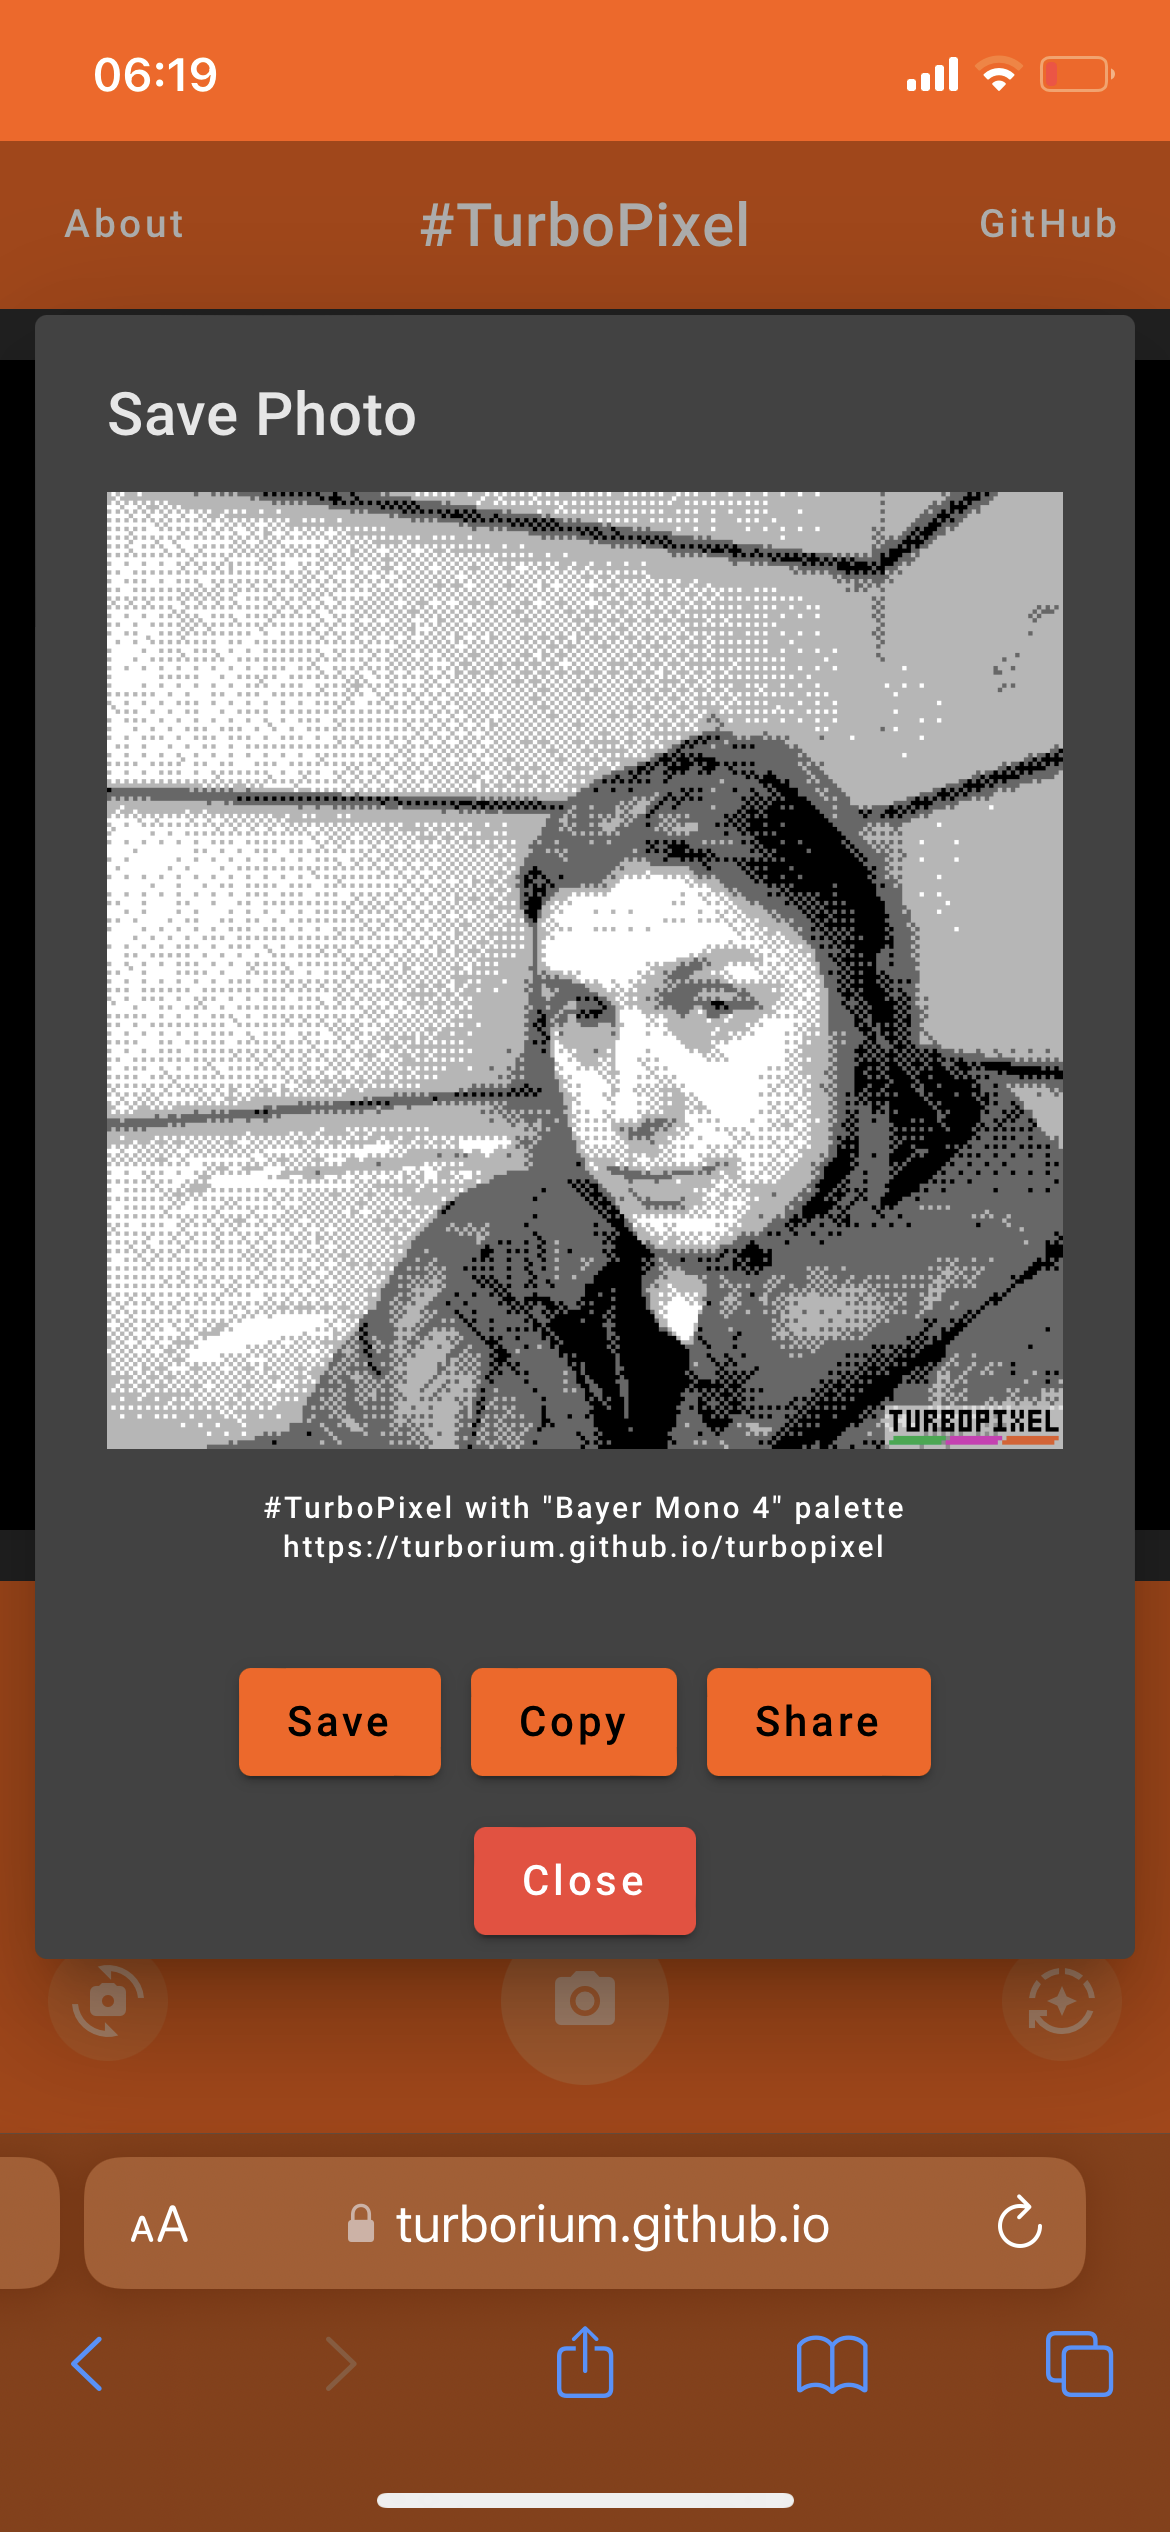 06:19
About #TurboPixel GitHub
Save Photo
TURBOPIXEL
#TurboPixel with "Bayer Mono 4" palette
https://turborium.github.io/turbopixel
Save Copy Share
Close
AA turborium.github.io